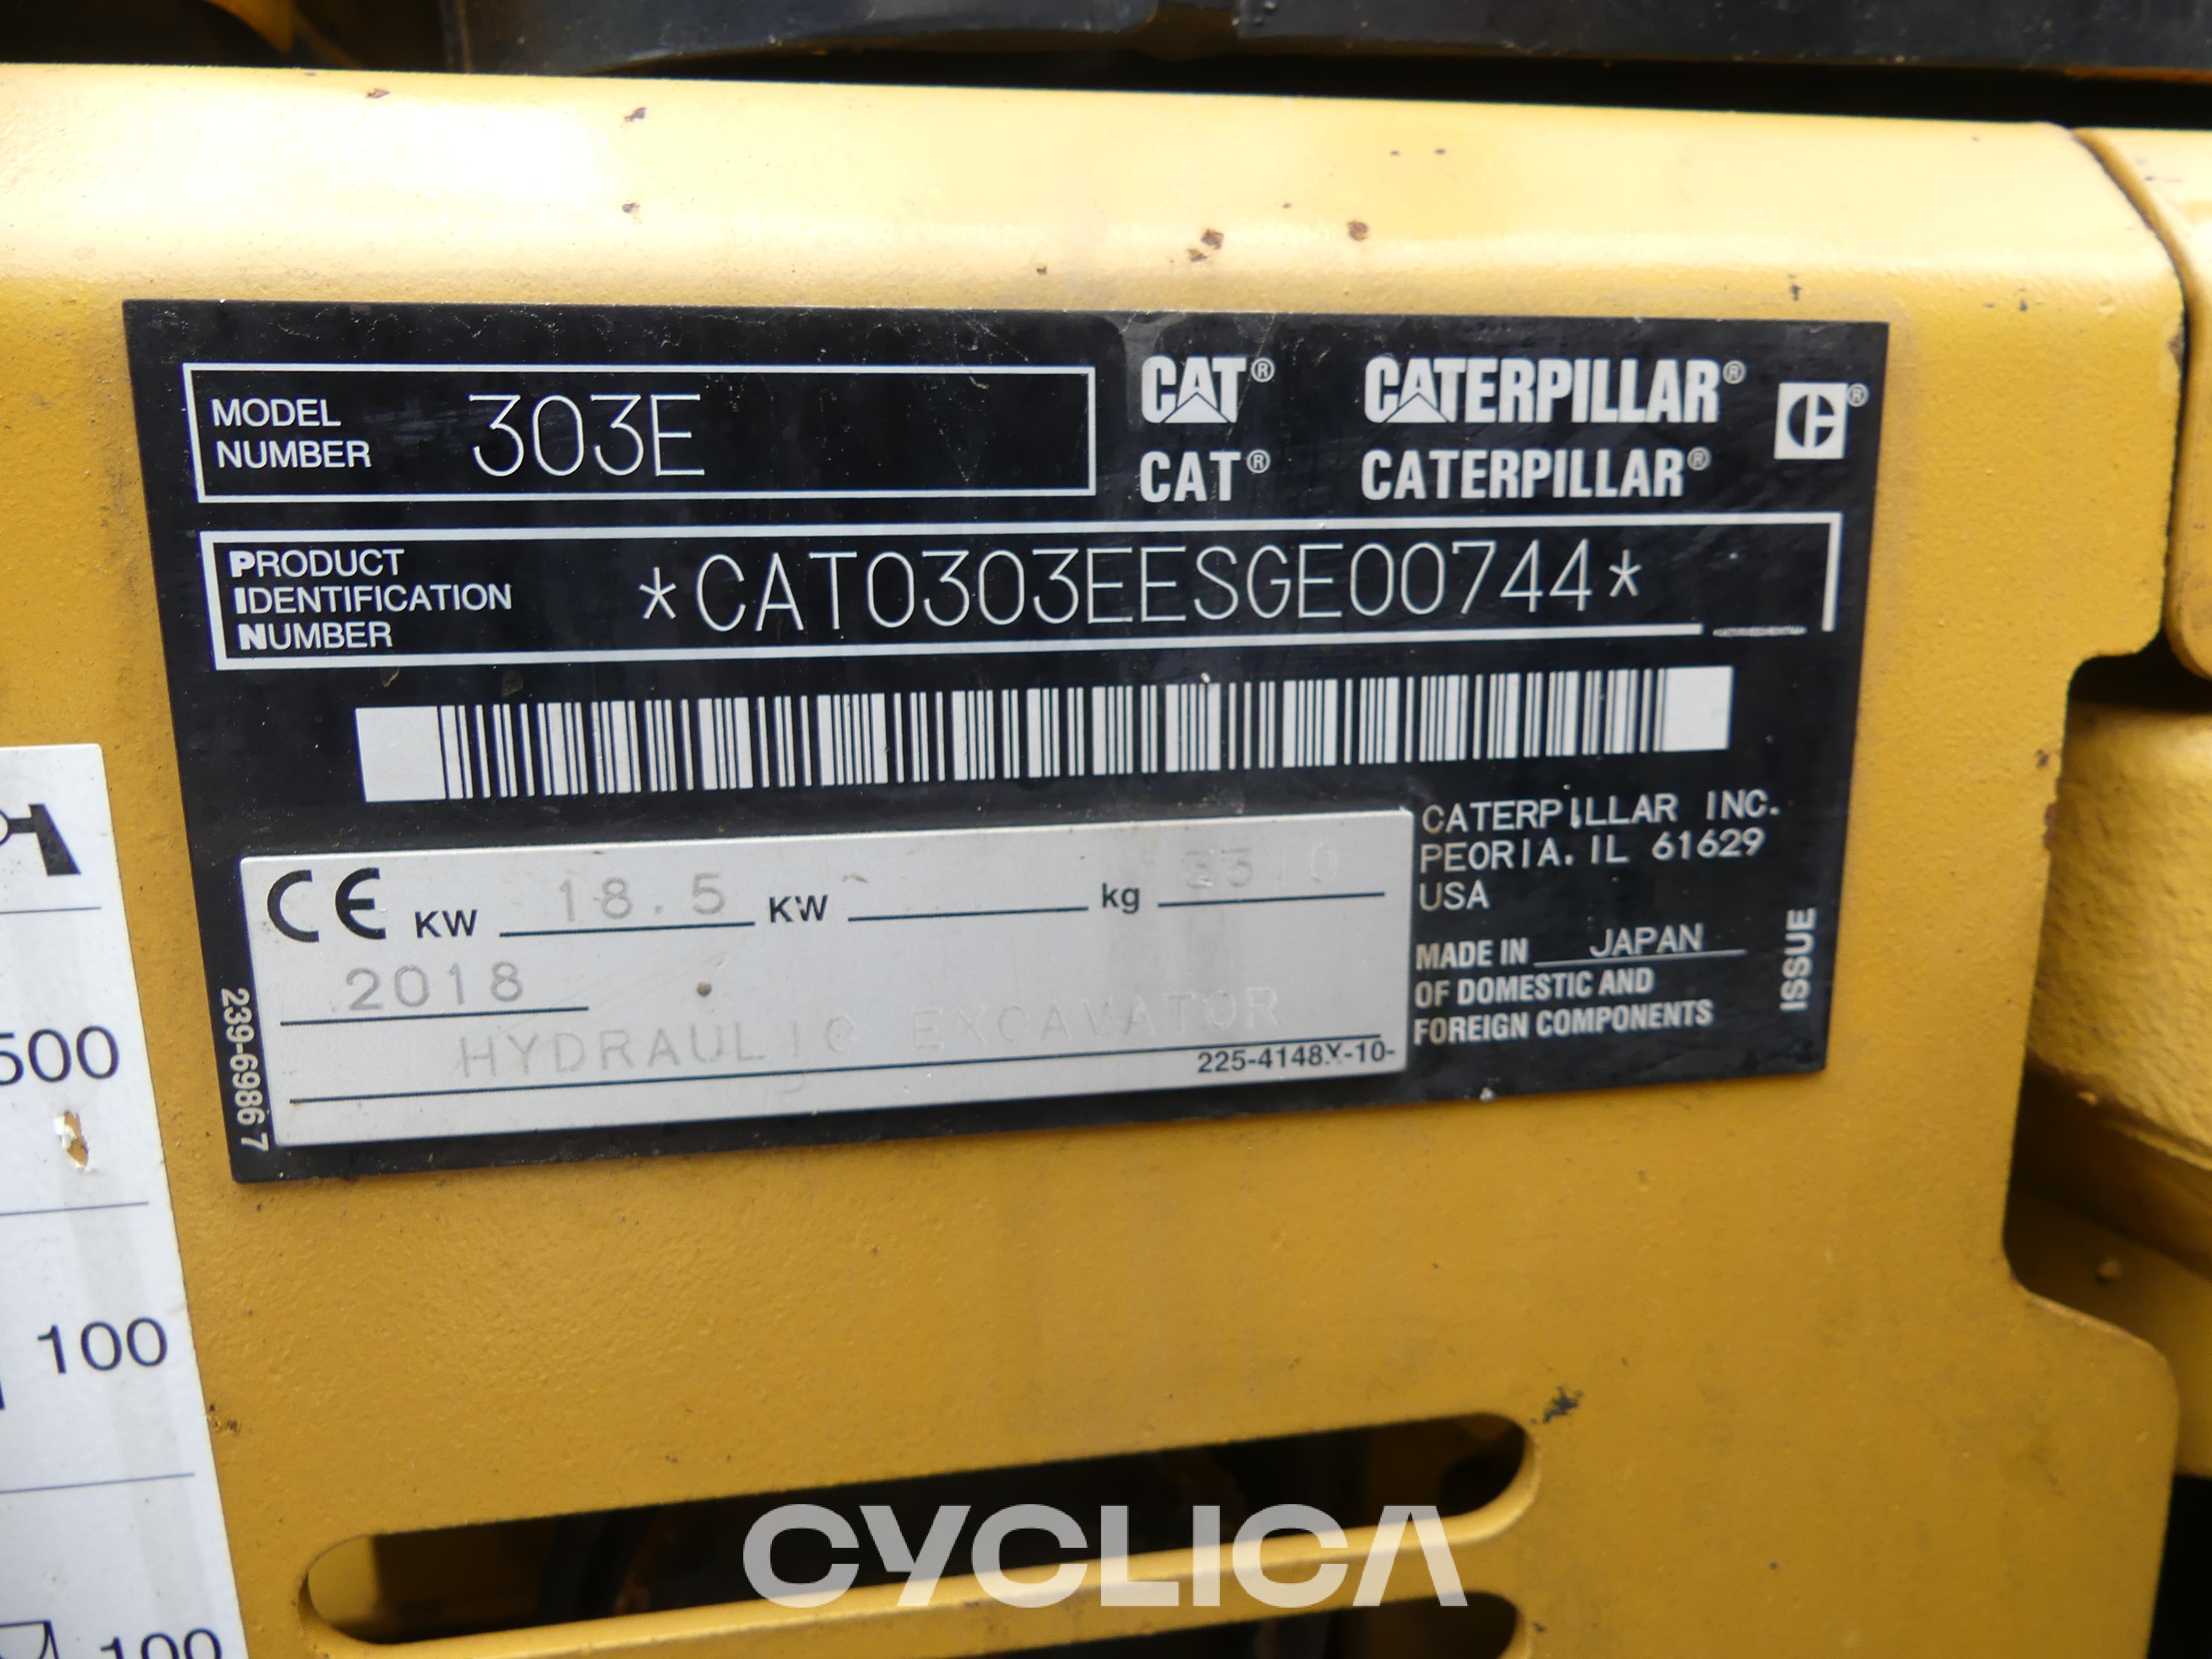 MODEL
NUMBER
303E
CAT® CATERPILLAR® ®
CAT® CATERPILLAR®
PRODUCT
IDENTIFICATION
NUMBER
*CAT0303EESGE00744*
CE KW 18.5 KW kg
2018
HYDRAULIC EXCAVATOR
225-4148X-10-
239-6986 7
CATERPILLAR INC.
PEORIA. IL 61629
USA
MADE IN JAPAN
OF DOMESTIC AND
FOREIGN COMPONENTS
ISSUE
500
100
100
CYCLICA